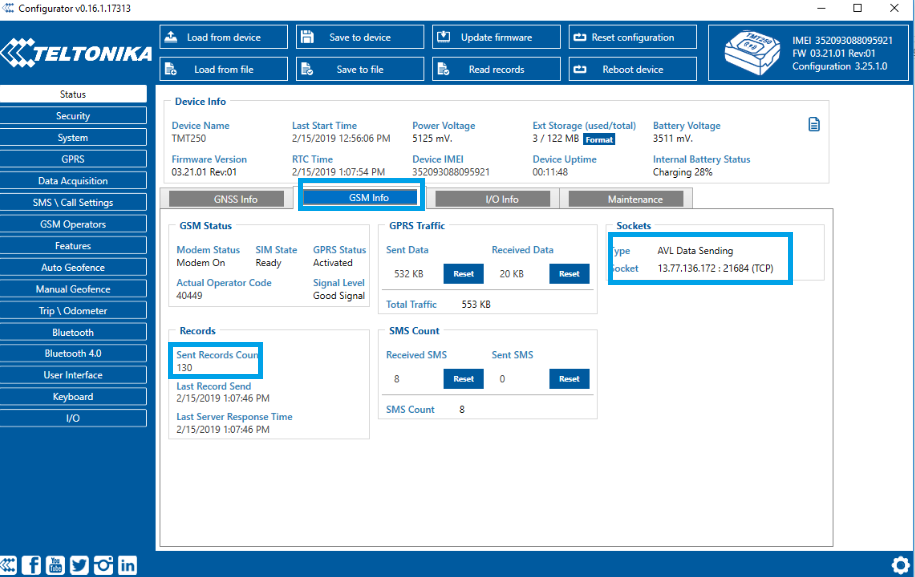 Configurator v0.16.1.17313
TELTONIKA
Load from device
Save to device
Update firmware
Reset configuration
Load from file
Save to file
Read records
Reboot device
TMT250
IMEI 352093088095921
FW 03.21.01 Rev:01
Configuration 3.25.1.0
Status
Security
System
GPRS
Data Acquisition
SMS \ Call Settings
GSM Operators
Features
Auto Geofence
Manual Geofence
Trip \ Odometer
Bluetooth
Bluetooth 4.0
User Interface
Keyboard
I/O
Device Info
Device Name
TMT250
Last Start Time
2/15/2019 12:56:06 PM
Power Voltage
5125 mV.
Ext Storage (used/total)
3 / 122 MB Format
Battery Voltage
3511 mV.
Firmware Version
03.21.01 Rev:01
RTC Time
2/15/2019 1:07:54 PM
Device IMEI
352093088095921
Device Uptime
00:11:48
Internal Battery Status
Charging 28%
GNSS Info
GSM Info
I/O Info
Maintenance
GSM Status
Modem Status
Modem On
SIM State
Ready
GPRS Status
Activated
Actual Operator Code
40449
Signal Level
Good Signal
GPRS Traffic
Sent Data
532 KB Reset
Received Data
20 KB Reset
Total Traffic 553 KB
Sockets
ype AVL Data Sending
ocket 13.77.136.172 : 21684 (TCP)
Records
Sent Records Coun
130
Last Record Send
2/15/2019 1:07:46 PM
Last Server Response Time
2/15/2019 1:07:46 PM
SMS Count
Received SMS
8 Reset
Sent SMS
0 Reset
SMS Count 8
f
You
Tube
in